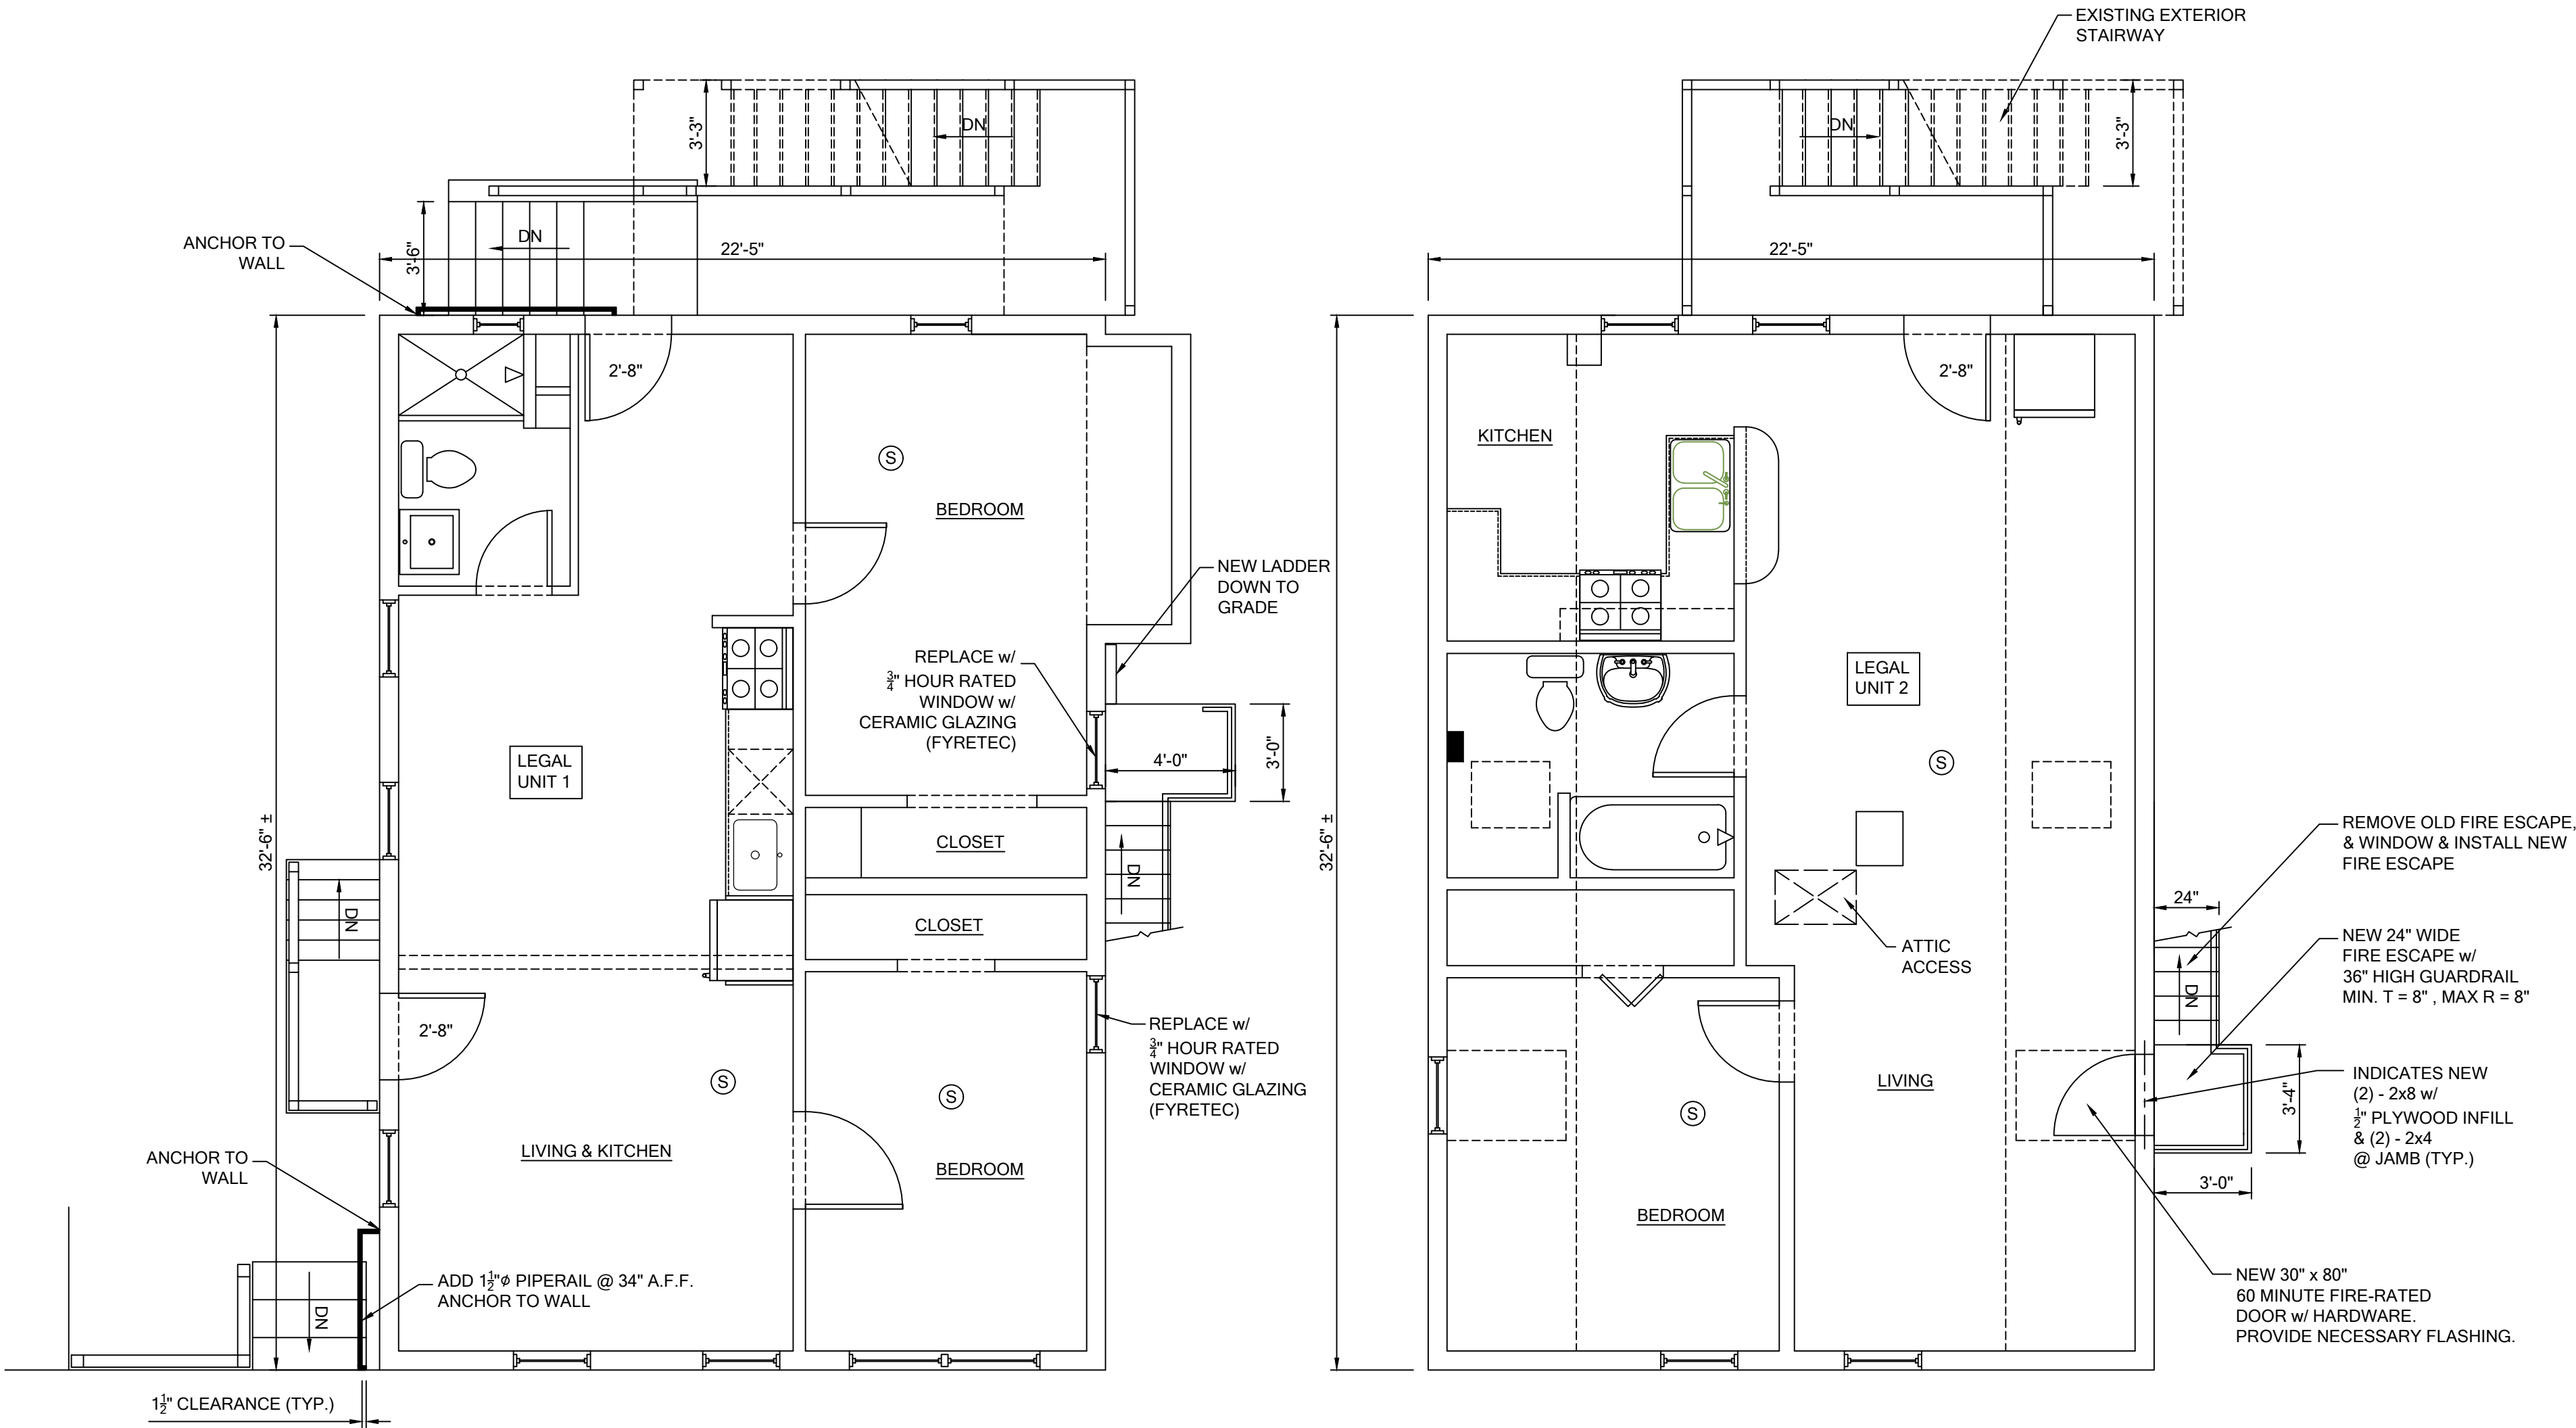 EXISTING EXTERIOR
STAIRWAY
3'-3"
DN
ANCHOR TO
WALL
3'-6"
DN
22'-5"
2'-8"
S
BEDROOM
NEW LADDER
DOWN TO
GRADE
REPLACE w/
3/4" HOUR RATED
WINDOW w/
CERAMIC GLAZING
(FYRETEC)
LEGAL
UNIT 1
4'-0"
3'-0"
32'-6" ±
CLOSET
DN
DN
CLOSET
2'-8"
REPLACE w/
3/4" HOUR RATED
WINDOW w/
CERAMIC GLAZING
(FYRETEC)
S
S
LIVING & KITCHEN
BEDROOM
ANCHOR TO
WALL
ADD 1 1/2"ø PIPERAIL @ 34" A.F.F.
ANCHOR TO WALL
DN
1 1/2" CLEARANCE (TYP.)
DN
3'-3"
22'-5"
2'-8"
KITCHEN
LEGAL
UNIT 2
S
32'-6" ±
REMOVE OLD FIRE ESCAPE,
& WINDOW & INSTALL NEW
FIRE ESCAPE
24"
ATTIC
ACCESS
NEW 24" WIDE
FIRE ESCAPE w/
36" HIGH GUARDRAIL
MIN. T = 8" , MAX R = 8"
DN
LIVING
S
3'-4"
INDICATES NEW
(2) - 2x8 w/
1/2" PLYWOOD INFILL
& (2) - 2x4
@ JAMB (TYP.)
3'-0"
BEDROOM
NEW 30" x 80"
60 MINUTE FIRE-RATED
DOOR w/ HARDWARE.
PROVIDE NECESSARY FLASHING.